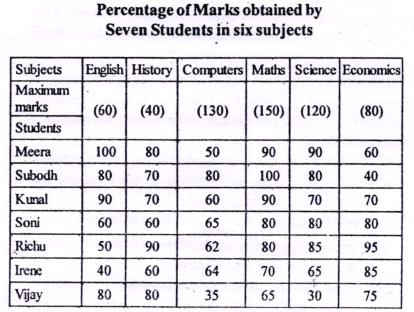 Percentage of Marks obtained by
Seven Students in six subjects
Subjects English History Computers Maths Science Economics
Maximum marks (60) (40) (130) (150) (120) (80)
Students
Meera 100 80 50 90 90 60
Subodh 80 70 80 100 80 40
Kunal 90 70 60 90 70 70
Soni 60 60 65 80 80 80
Richu 50 90 62 80 85 95
Irene 40 60 64 70 65 85
Vijay 80 80 35 65 30 75